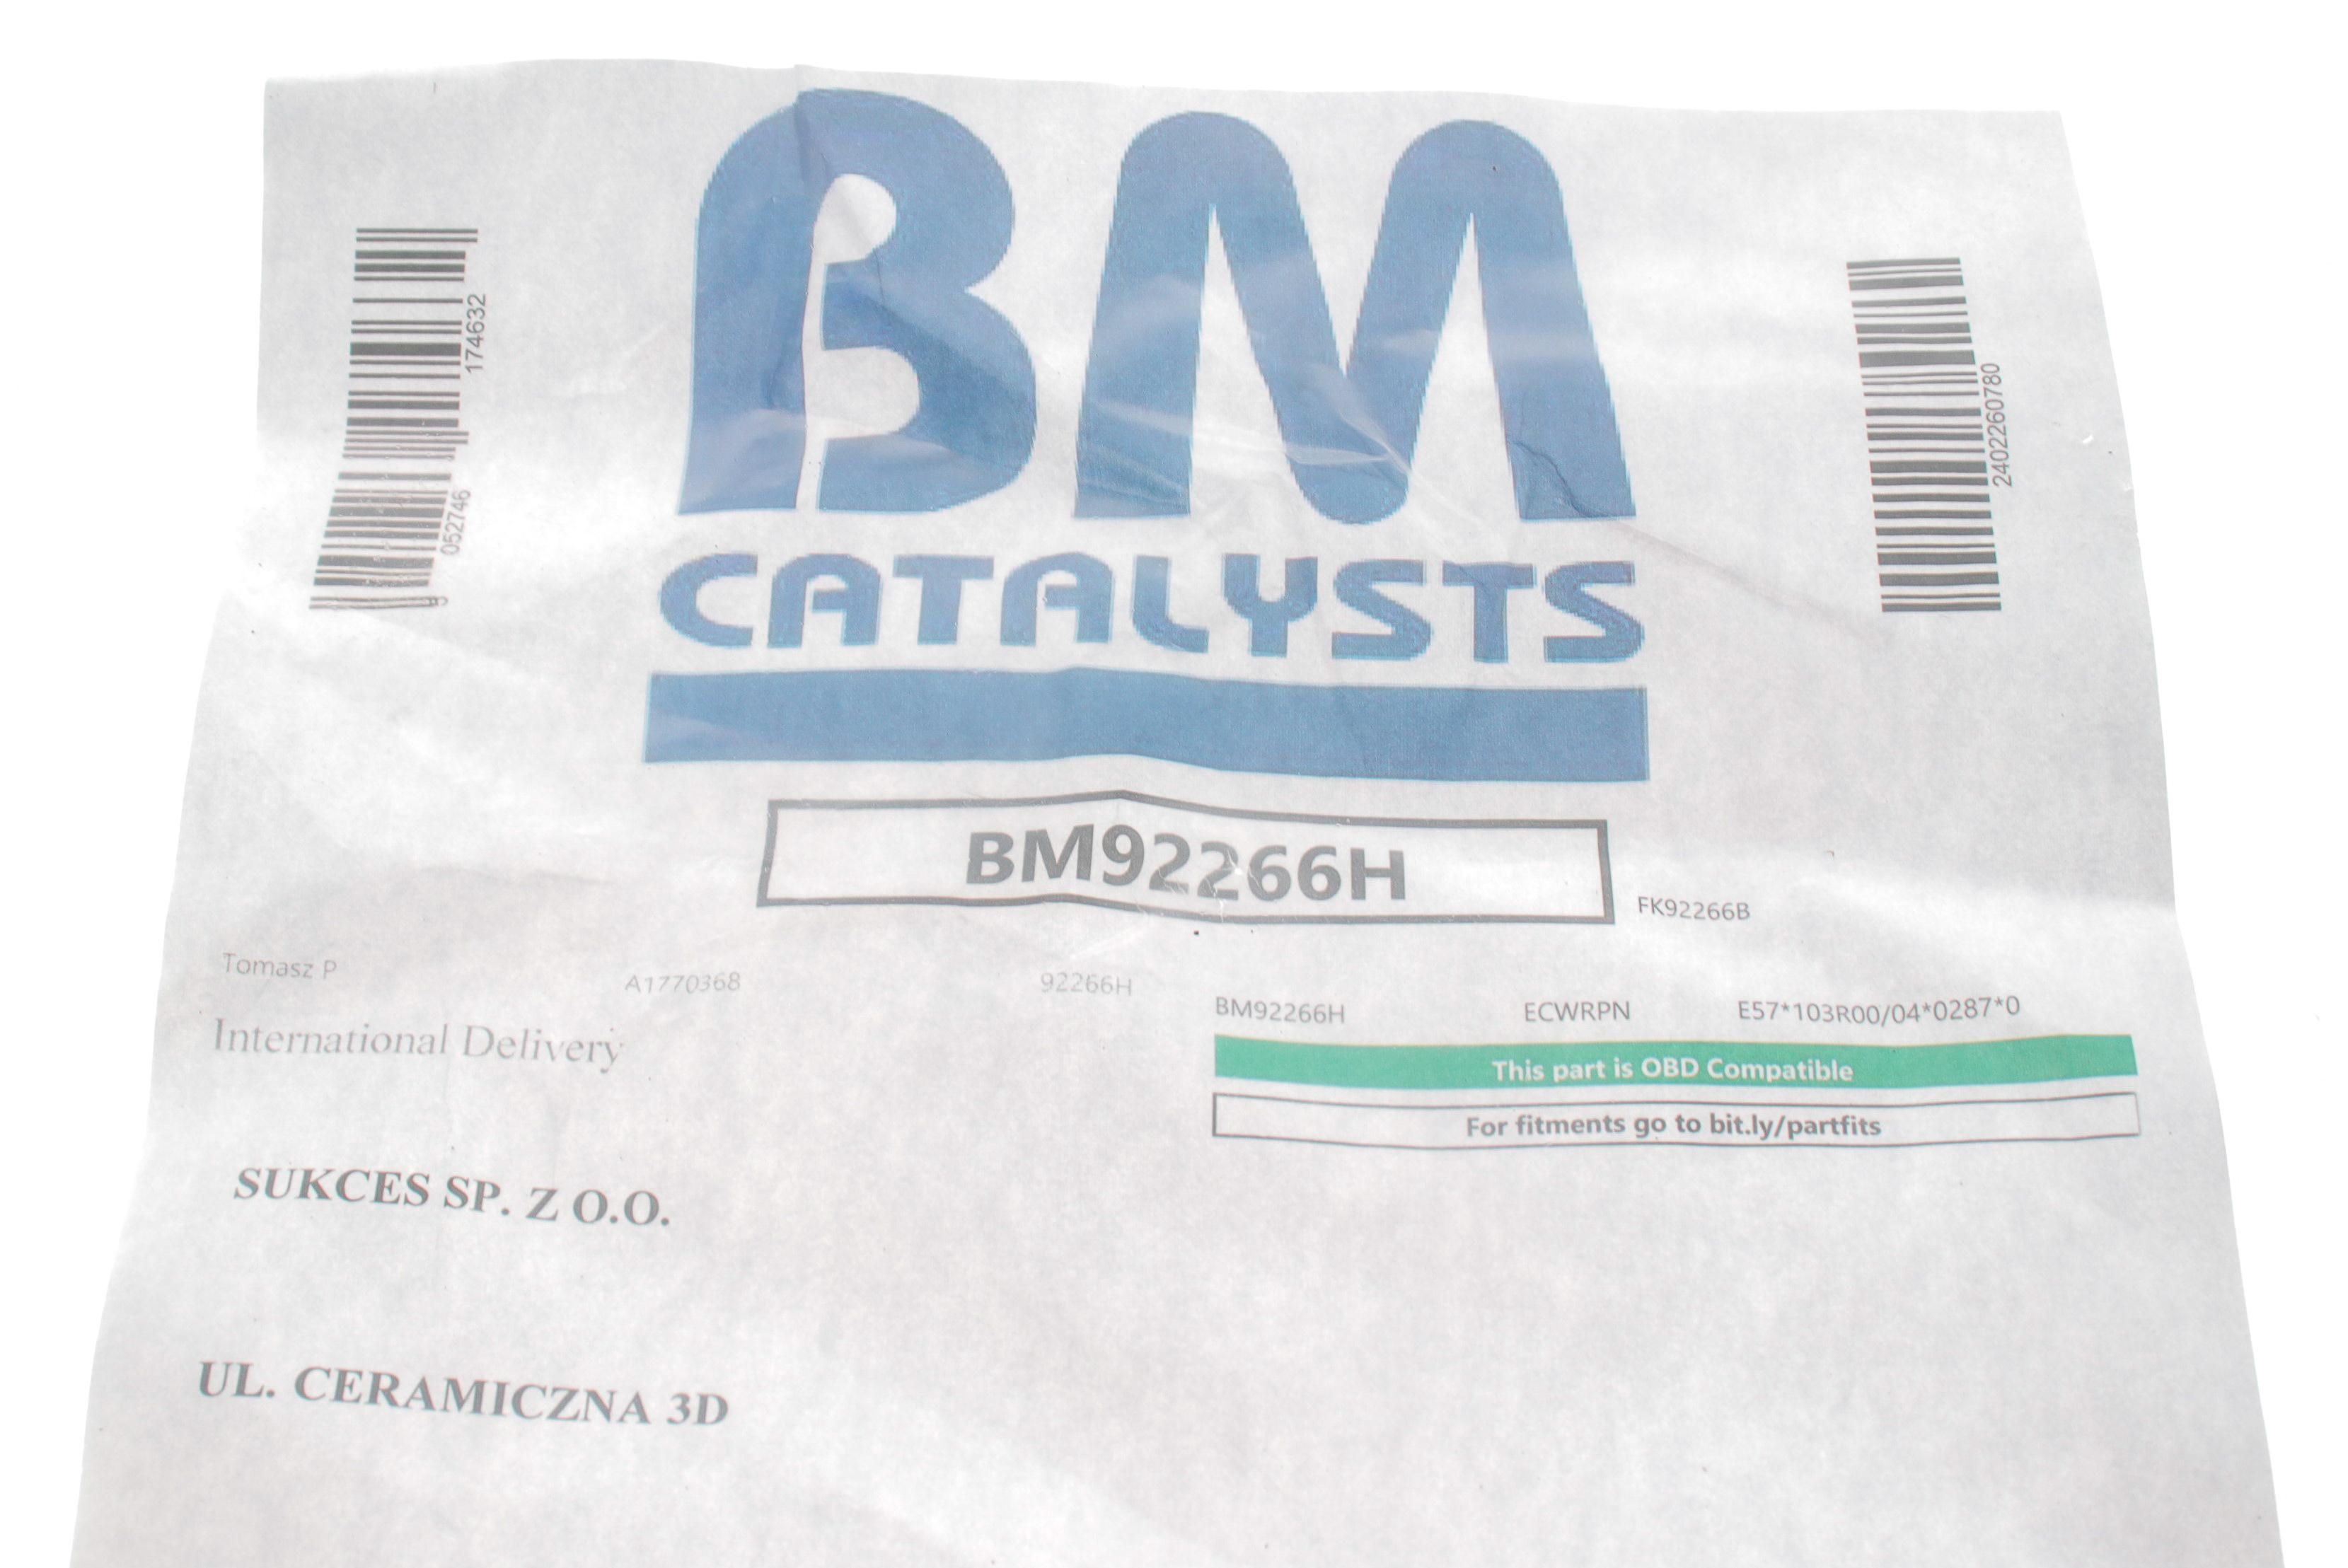 BM
CATALYSTS
5 052746 174632
2402260780
BM92266H
FK92266B
Tomasz P A1770368 92266H
BM92266H ECWRPN E57*103R00/04*0287*0
International Delivery
This part is OBD Compatible
For fitments go to bit.ly/partfits
SUKCES SP. Z O.O.
UL. CERAMICZNA 3D